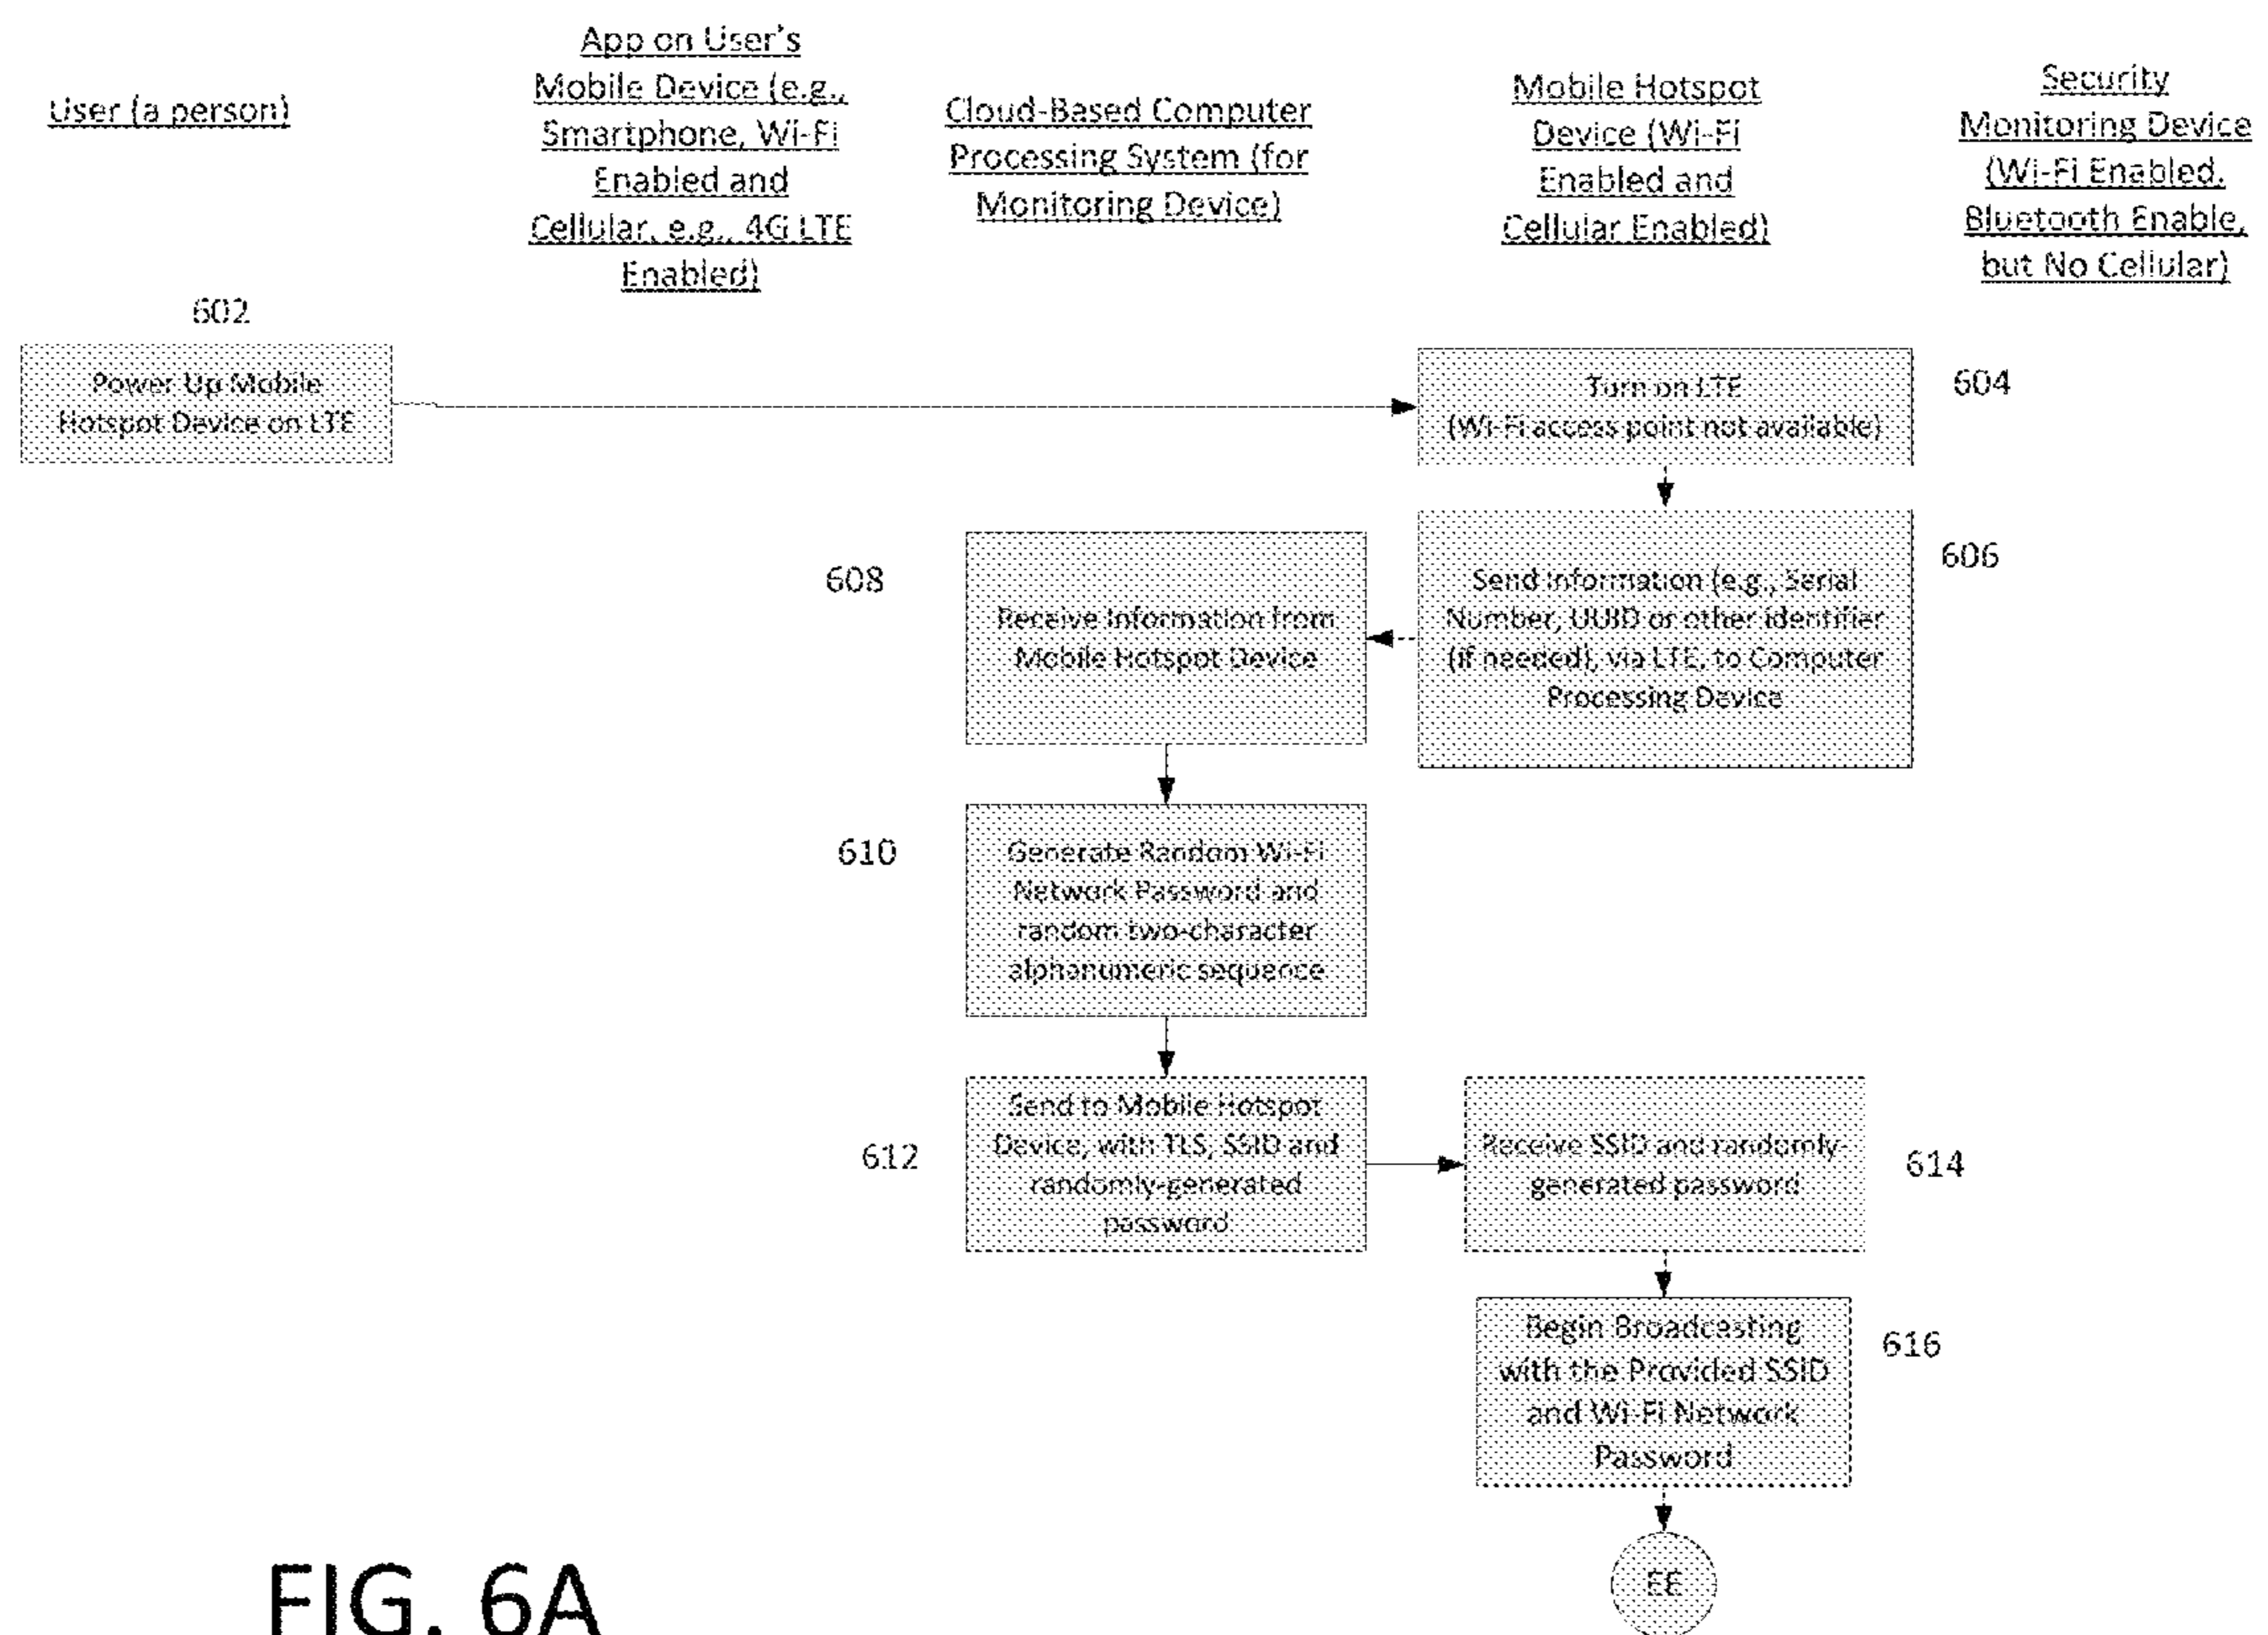 User (a person)
App on User's
Mobile Device (e.g.,
Smartphone, Wi-Fi
Enabled and
Cellular, e.g., 4G LTE
Enabled)
Cloud-Based Computer
Processing System (for
Monitoring Device)
Mobile Hotspot
Device (Wi-Fi
Enabled and
Cellular Enabled)
Security
Monitoring Device
(Wi-Fi Enabled,
Bluetooth Enable,
but No Cellular)
602
Power Up Mobile
Hotspot Device on LTE
Turn on LTE
(Wi-Fi access point not available)
604
608
Receive Information from
Mobile Hotspot Device
Send Information (e.g., Serial
Number, UUID or other identifier
(if needed), via LTE, to Computer
Processing Device
606
610
Generate Random Wi-Fi
Network Password and
random two-character
alphanumeric sequence
612
Send to Mobile Hotspot
Device, with TLS, SSID and
randomly-generated
password
Receive SSID and randomly-
generated password
614
Begin Broadcasting
with the Provided SSID
and Wi-Fi Network
Password
616
EE
FIG. 6A